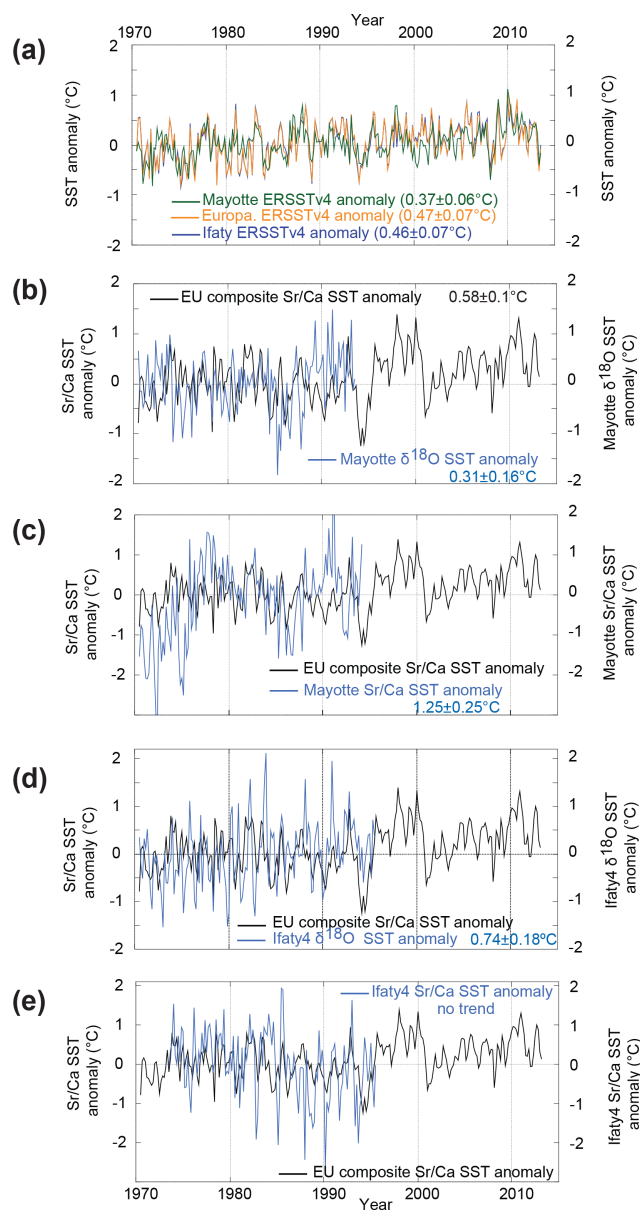 Year
1970 1980 1990 2000 2010
(a)
2 2
1 1
0 0
-1 -1
-2 -2
SST anomaly (°C)
SST anomaly (°C)
Mayotte ERSSTv4 anomaly (0.37±0.06°C)
Europa. ERSSTv4 anomaly (0.47±0.07°C)
Ifaty ERSSTv4 anomaly (0.46±0.07°C)
(b)
2 2
1 1
0 0
-1 -1
-2 -2
Sr/Ca SST
anomaly (°C)
Mayotte δ18O SST
anomaly (°C)
EU composite Sr/Ca SST anomaly 0.58±0.1°C
Mayotte δ18O SST anomaly
0.31±0.16°C
(c)
2 2
1 1
0 0
-1 -1
-2 -2
Sr/Ca SST
anomaly (°C)
Mayotte Sr/Ca SST
anomaly (°C)
EU composite Sr/Ca SST anomaly
Mayotte Sr/Ca SST anomaly
1.25±0.25°C
(d)
2 2
1 1
0 0
-1 -1
-2 -2
Sr/Ca SST
anomaly (°C)
Ifaty4 δ18O SST
anomaly (°C)
EU composite Sr/Ca SST anomaly
Ifaty4 δ18O SST anomaly 0.74±0.18ºC
(e)
2 2
1 1
0 0
-1 -1
-2 -2
Sr/Ca SST
anomaly (°C)
Ifaty4 Sr/Ca SST
anomaly (°C)
Ifaty4 Sr/Ca SST anomaly
no trend
EU composite Sr/Ca SST anomaly
1970 1980 1990 2000 2010
Year